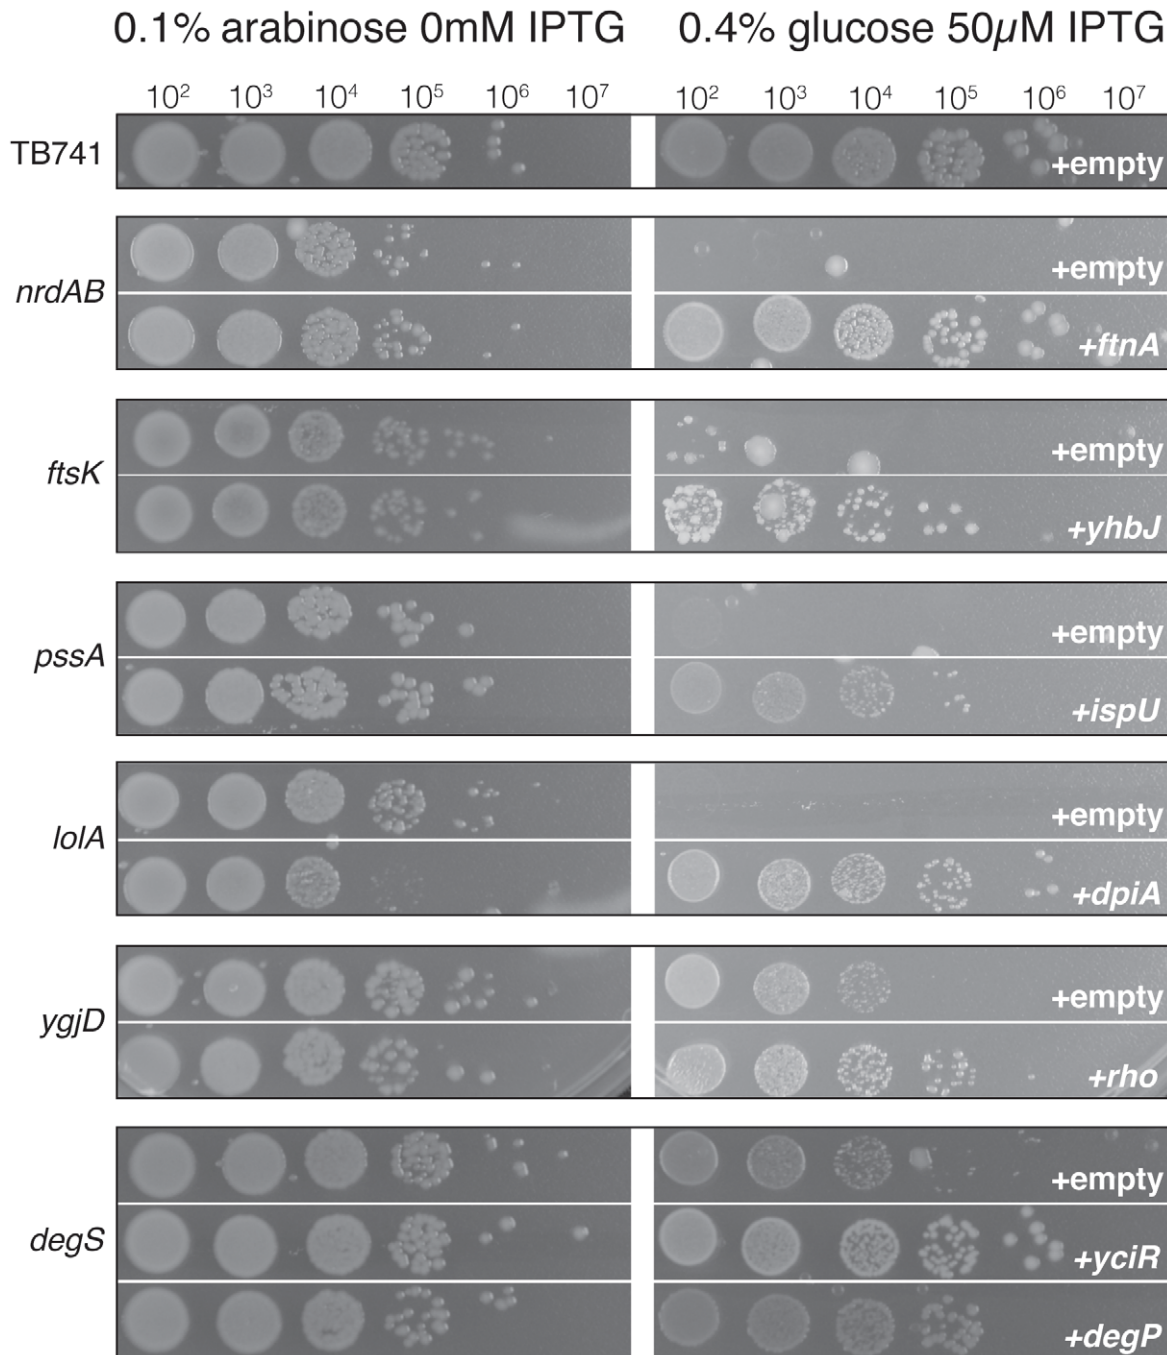 0.1% arabinose 0mM IPTG 0.4% glucose 50µM IPTG
10² 10³ 10⁴ 10⁵ 10⁶ 10⁷ 10² 10³ 10⁴ 10⁵ 10⁶ 10⁷
TB741 +empty
nrdAB +empty
+ftnA
ftsK +empty
+yhbJ
pssA +empty
+ispU
lolA +empty
+dpiA
ygjD +empty
+rho
degS +empty
+yciR
+degP